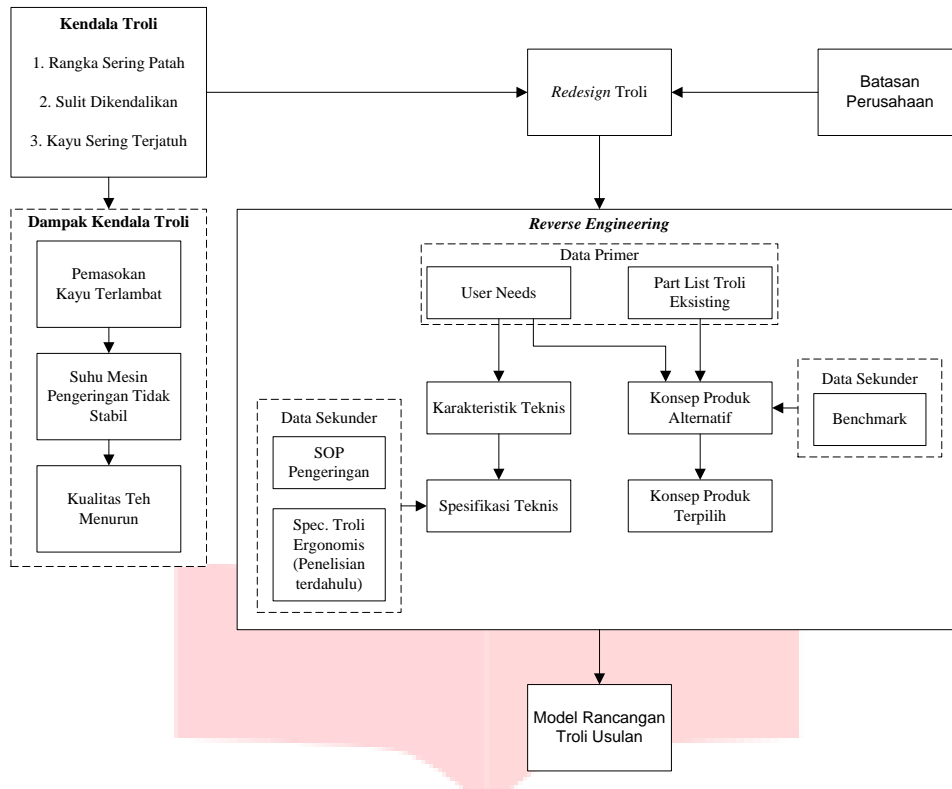 Kendala Troli
1. Rangka Sering Patah
2. Sulit Dikendalikan
3. Kayu Sering Terjatuh
Redesign Troli
Batasan
Perusahaan
Dampak Kendala Troli
Pemasokan
Kayu Terlambat
Suhu Mesin
Pengeringan Tidak
Stabil
Kualitas Teh
Menurun
Reverse Engineering
Data Primer
User Needs
Part List Troli
Eksisting
Karakteristik Teknis
Konsep Produk
Alternatif
Data Sekunder
Benchmark
Data Sekunder
SOP
Pengeringan
Spec. Troli
Ergonomis
(Penelisian
terdahulu)
Spesifikasi Teknis
Konsep Produk
Terpilih
Model Rancangan
Troli Usulan